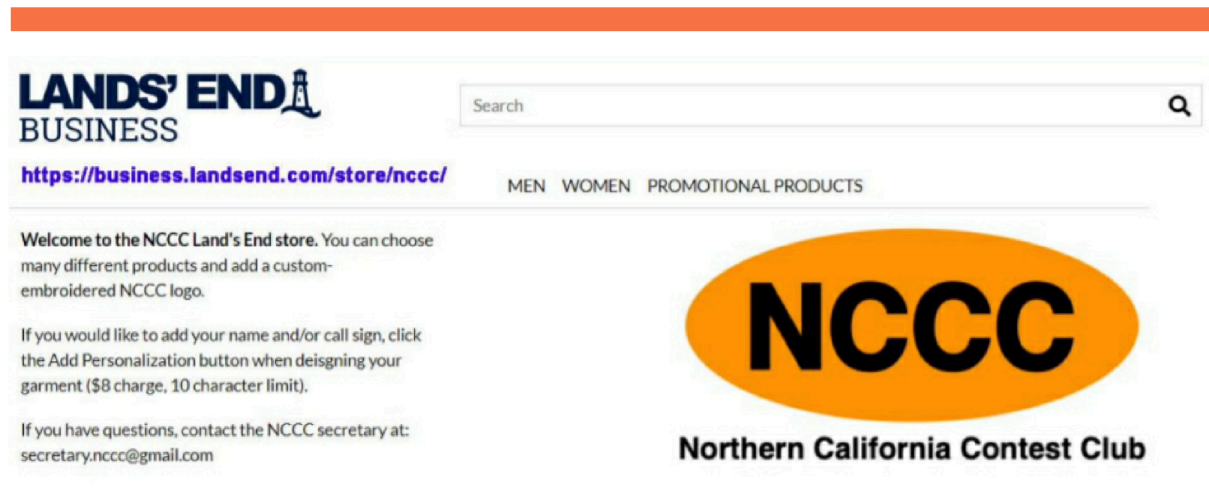 LANDS' END
BUSINESS
Search
https://business.landsend.com/store/nccc/
MEN WOMEN PROMOTIONAL PRODUCTS
Welcome to the NCCC Land's End store. You can choose
many different products and add a custom-
embroidered NCCC logo.
If you would like to add your name and/or call sign, click
the Add Personalization button when deisgning your
garment ($8 charge, 10 character limit).
If you have questions, contact the NCCC secretary at:
secretary.nccc@gmail.com
NCCC
Northern California Contest Club